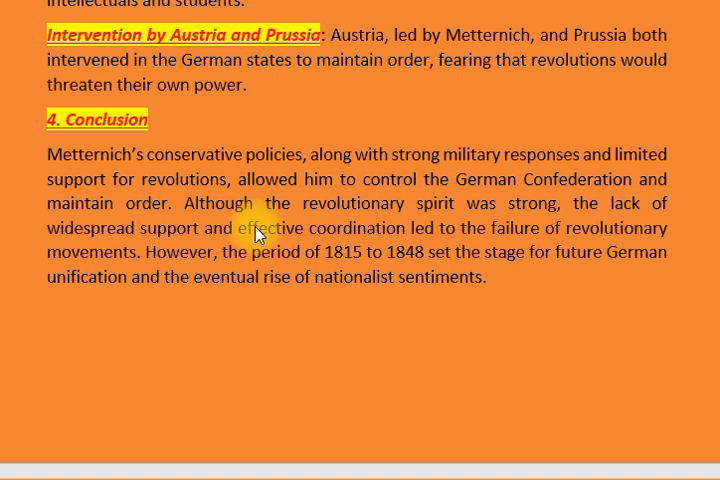 intellectuals and students.
Intervention by Austria and Prussia: Austria, led by Metternich, and Prussia both
intervened in the German states to maintain order, fearing that revolutions would
threaten their own power.
4. Conclusion
Metternich’s conservative policies, along with strong military responses and limited
support for revolutions, allowed him to control the German Confederation and
maintain order. Although the revolutionary spirit was strong, the lack of
widespread support and effective coordination led to the failure of revolutionary
movements. However, the period of 1815 to 1848 set the stage for future German
unification and the eventual rise of nationalist sentiments.